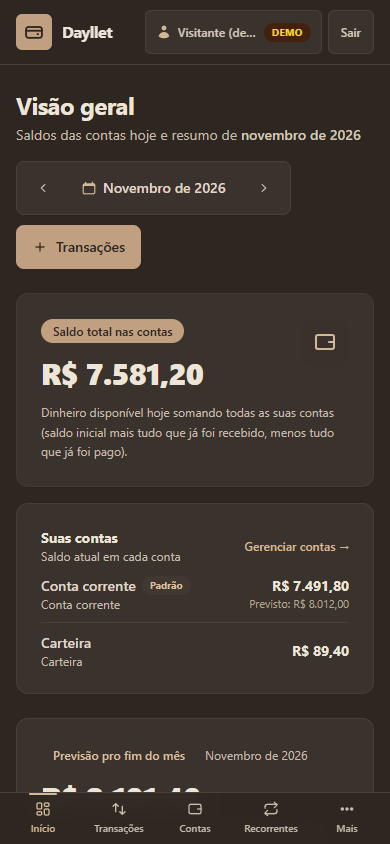 Dayllet
Visitante (de... DEMO
Sair
Visão geral
Saldos das contas hoje e resumo de novembro de 2026
Novembro de 2026
Transações
Saldo total nas contas
R$ 7.581,20
Dinheiro disponível hoje somando todas as suas contas
(saldo inicial mais tudo que já foi recebido, menos tudo
que já foi pago).
Suas contas
Saldo atual em cada conta
Gerenciar contas →
Conta corrente Padrão
Conta corrente
R$ 7.491,80
Previsto: R$ 8.012,00
Carteira
Carteira
R$ 89,40
Previsão pro fim do mês Novembro de 2026
Início
Transações
Contas
Recorrentes
Mais